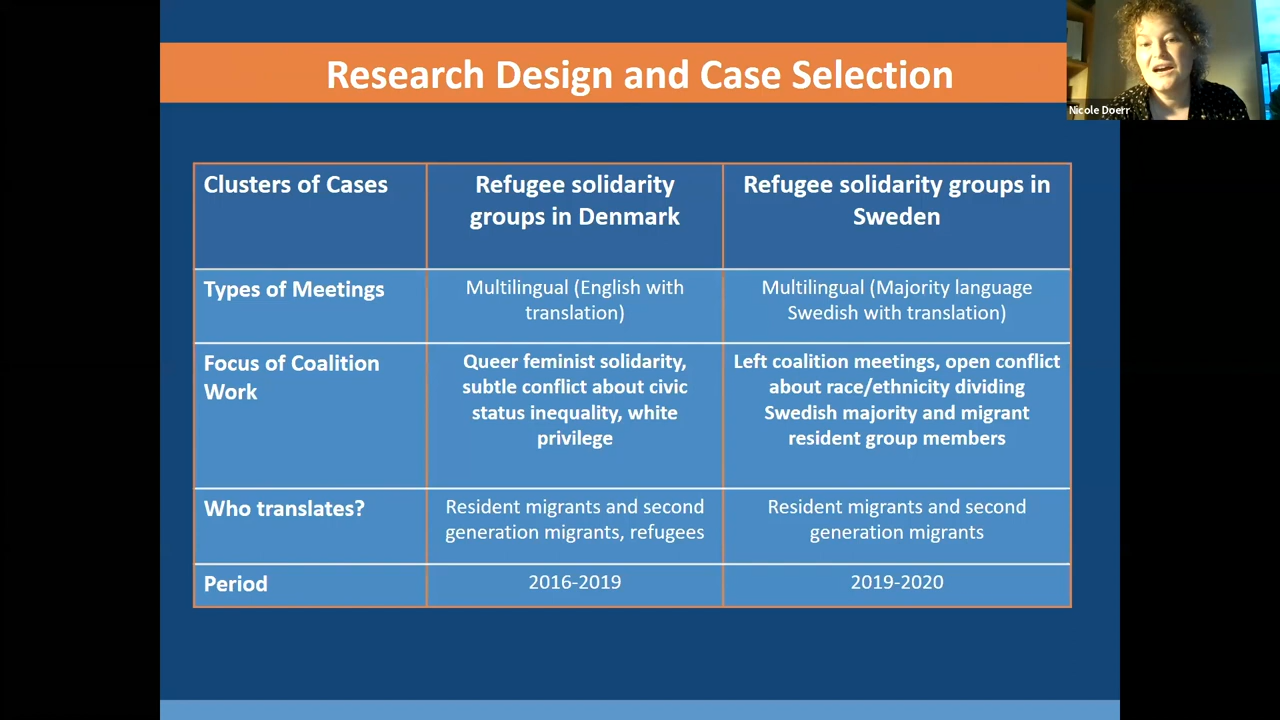 Research Design and Case Selection
Nicole Doerr
Clusters of Cases
Refugee solidarity
groups in Denmark
Refugee solidarity groups in
Sweden
Types of Meetings
Multilingual (English with
translation)
Multilingual (Majority language
Swedish with translation)
Focus of Coalition
Work
Queer feminist solidarity,
subtle conflict about civic
status inequality, white
privilege
Left coalition meetings, open conflict
about race/ethnicity dividing
Swedish majority and migrant
resident group members
Who translates?
Resident migrants and second
generation migrants, refugees
Resident migrants and second
generation migrants
Period
2016-2019
2019-2020